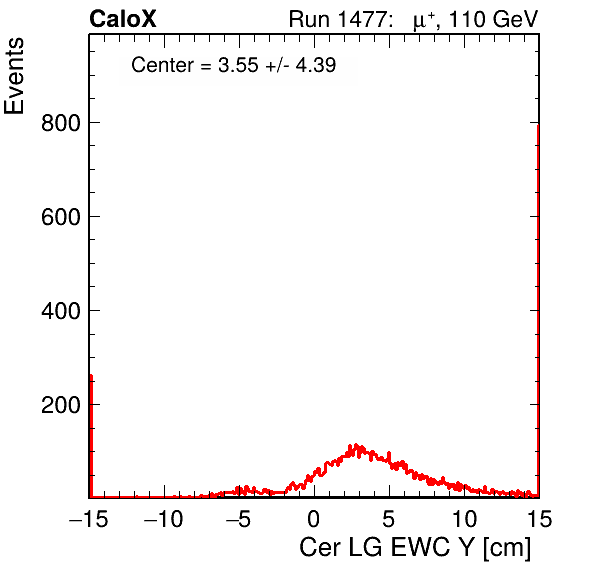 CaloX Run 1477: μ⁺, 110 GeV
Center = 3.55 +/- 4.39
Events
800
600
400
200
−15 −10 −5 0 5 10 15
Cer LG EWC Y [cm]